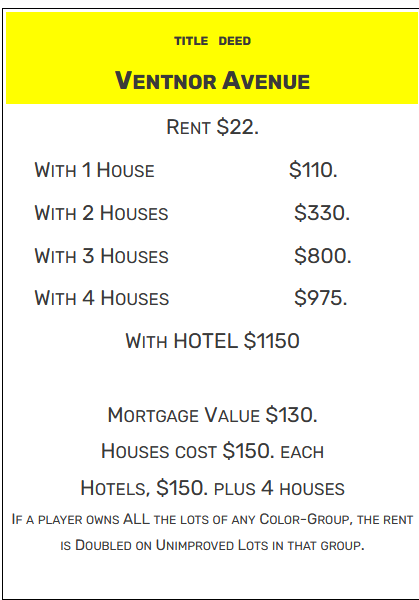 TITLE DEED
VENTNOR AVENUE
RENT $22.
WITH 1 HOUSE $110.
WITH 2 HOUSES $330.
WITH 3 HOUSES $800.
WITH 4 HOUSES $975.
WITH HOTEL $1150
MORTGAGE VALUE $130.
HOUSES COST $150. EACH
HOTELS, $150. PLUS 4 HOUSES
IF A PLAYER OWNS ALL THE LOTS OF ANY COLOR-GROUP, THE RENT
IS DOUBLED ON UNIMPROVED LOTS IN THAT GROUP.